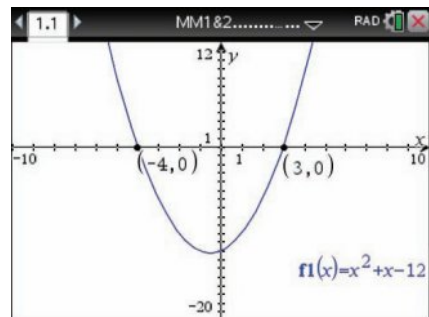 1.1 MM1&2.......... ... RAD
12 y
1 x
-10 (-4,0) 1 (3,0) 10
f1(x)=x²+x-12
-20